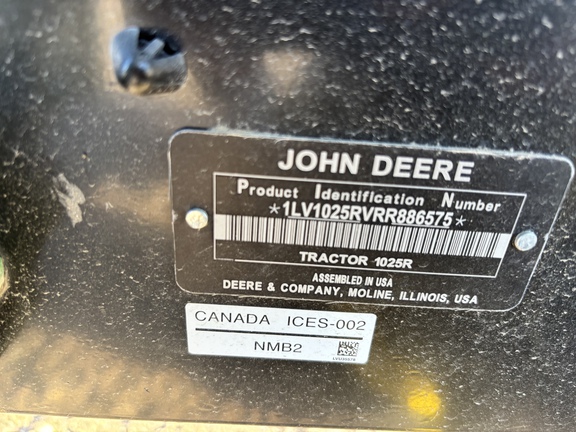 JOHN DEERE
Product Identification Number
*1LV1025RVRR886575*
TRACTOR 1025R
ASSEMBLED IN USA
DEERE & COMPANY, MOLINE, ILLINOIS, USA
CANADA ICES-002
NMB2